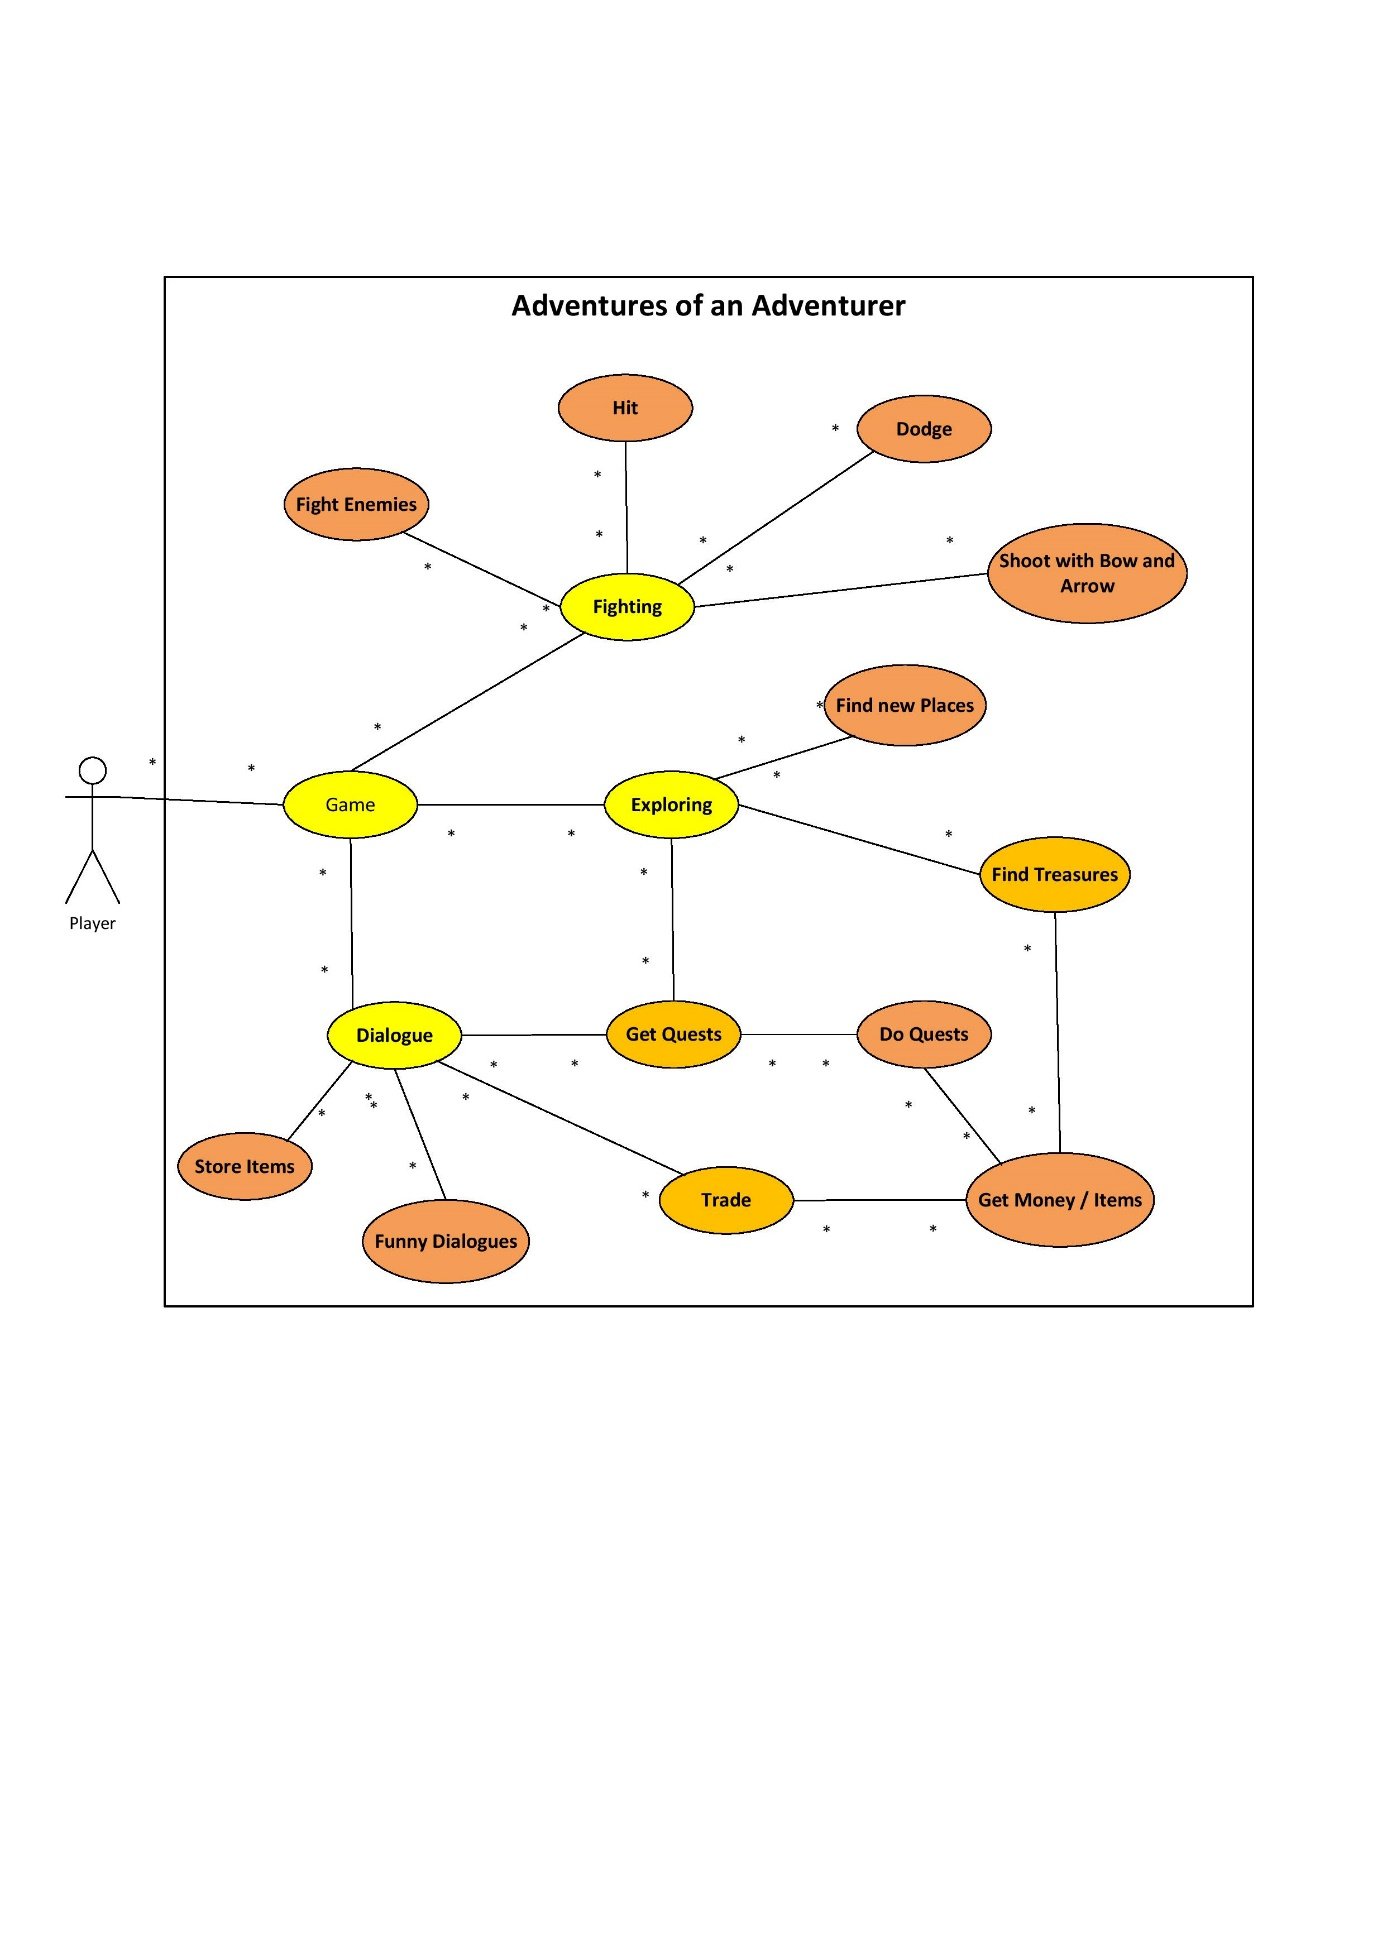 Adventures of an Adventurer
Hit
Dodge
*
*
Fight Enemies
*
*
*
*
Shoot with Bow and
Arrow
*
*
Fighting
*
*
Find new Places
*
*
*
*
*
*
Game
Exploring
*
*
*
*
*
Find Treasures
Player
*
*
*
Dialogue
Get Quests
Do Quests
*
*
*
*
*
*
*
*
*
*
*
*
Store Items
*
Trade
*
Get Money / Items
Funny Dialogues
*
*